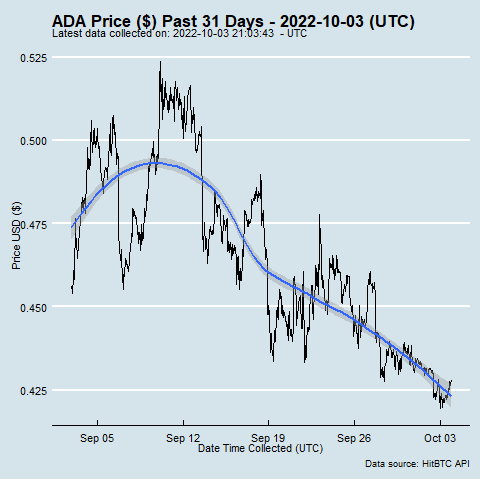 ADA Price ($) Past 31 Days - 2022-10-03 (UTC)
Latest data collected on: 2022-10-03 21:03:43 - UTC
0.525
0.500
0.475
0.450
0.425
Price USD ($)
Sep 05
Sep 12
Sep 19
Sep 26
Oct 03
Date Time Collected (UTC)
Data source: HitBTC API